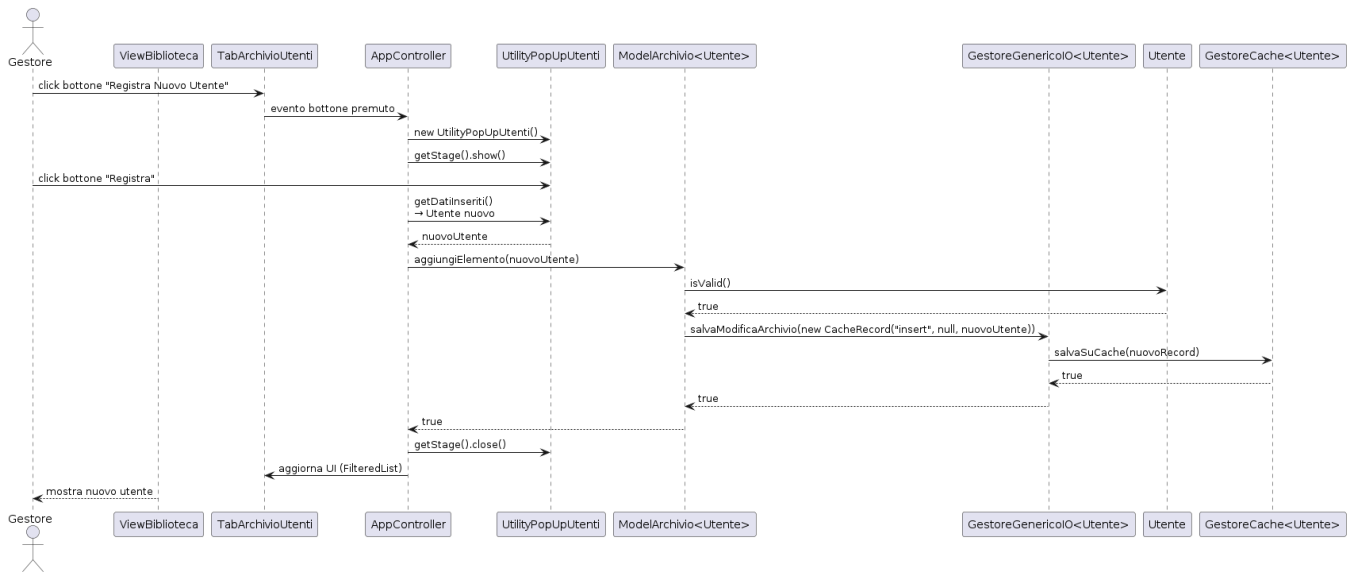 Gestore
ViewBiblioteca
TabArchivioUtenti
AppController
UtilityPopUpUtenti
ModelArchivio<Utente>
GestoreGenericoIO<Utente>
Utente
GestoreCache<Utente>
click bottone "Registra Nuovo Utente"
evento bottone premuto
new UtilityPopUpUtenti()
getStage().show()
click bottone "Registra"
getDatiInseriti()
→ Utente nuovo
nuovoUtente
aggiungiElemento(nuovoUtente)
isValid()
true
salvaModificaArchivio(new CacheRecord("insert", null, nuovoUtente))
salvaSuCache(nuovoRecord)
true
true
true
getStage().close()
aggiorna UI (FilteredList)
mostra nuovo utente
Gestore
ViewBiblioteca
TabArchivioUtenti
AppController
UtilityPopUpUtenti
ModelArchivio<Utente>
GestoreGenericoIO<Utente>
Utente
GestoreCache<Utente>